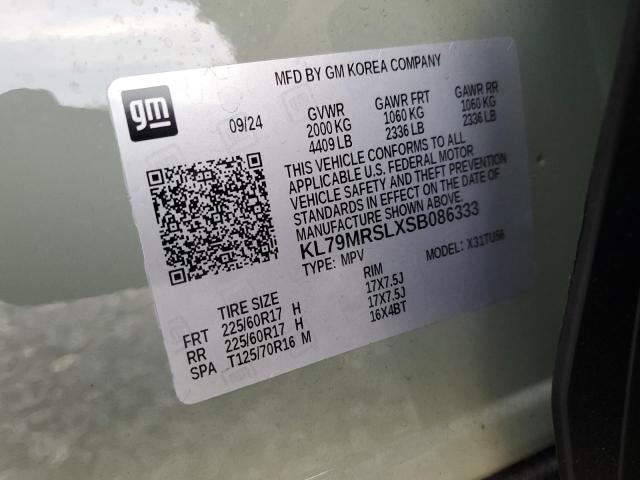 MFD BY GM KOREA COMPANY
gm
09/24 GVWR GAWR FRT GAWR RR
2000 KG 1060 KG 1060 KG
4409 LB 2336 LB 2336 LB
THIS VEHICLE CONFORMS TO ALL
APPLICABLE U.S. FEDERAL MOTOR
VEHICLE SAFETY AND THEFT PREVENTION
STANDARDS IN EFFECT ON THE DATE OF
MANUFACTURE SHOWN ABOVE.
KL79MRSLXSB086333
TYPE: MPV MODEL: X31TU56
TIRE SIZE RIM
FRT 225/60R17 H 17X7.5J
RR 225/60R17 H 17X7.5J
SPA T125/70R16 M 16X4BT